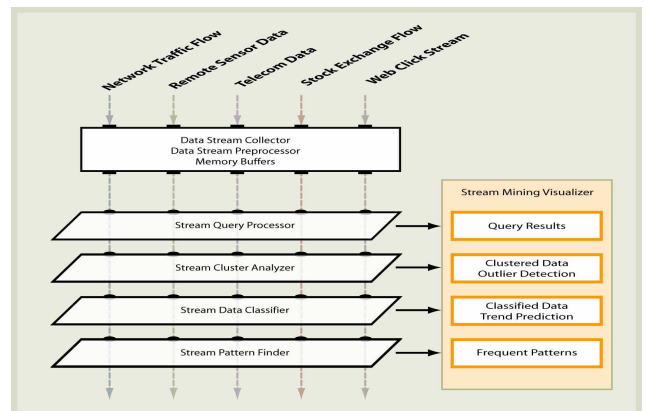 Network Traffic Flow
Remote Sensor Data
Telecom Data
Stock Exchange Flow
Web Click Stream
Data Stream Collector
Data Stream Preprocessor
Memory Buffers
Stream Mining Visualizer
Stream Query Processor
Query Results
Stream Cluster Analyzer
Clustered Data
Outlier Detection
Stream Data Classifier
Classified Data
Trend Prediction
Stream Pattern Finder
Frequent Patterns